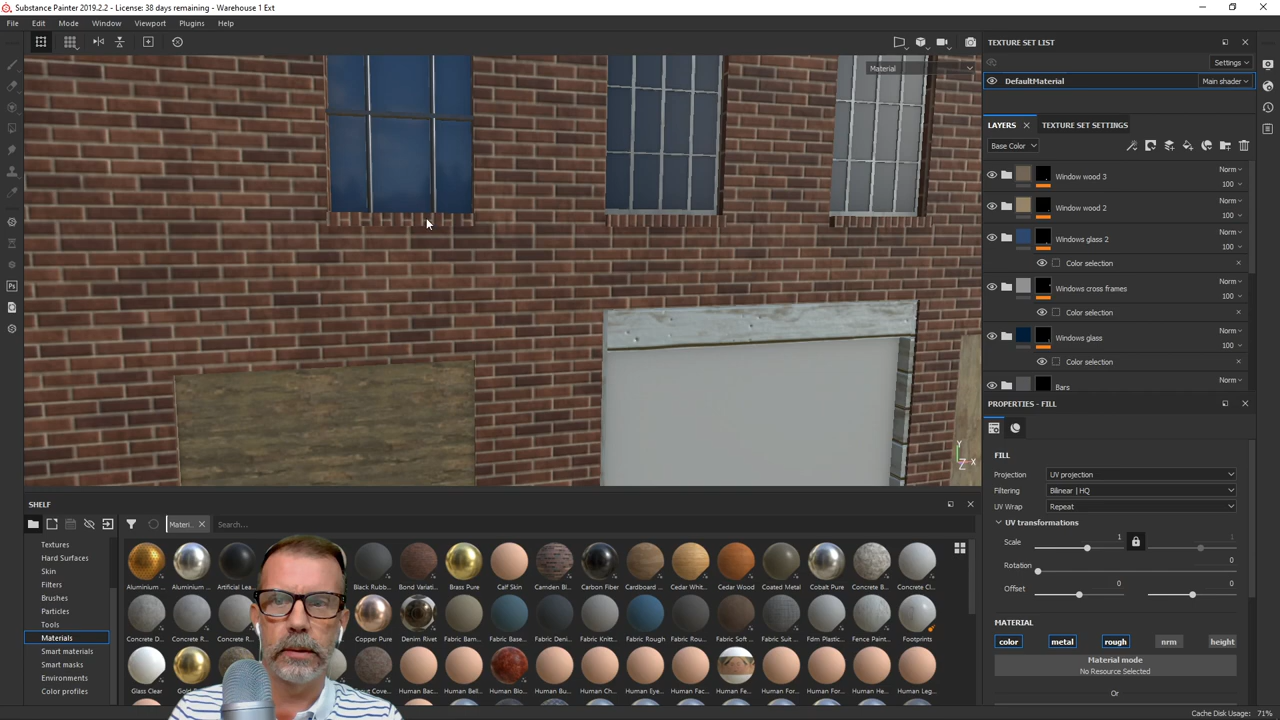 Substance Painter 2019.2.2 - License: 38 days remaining - Warehouse 1 Ext
File Edit Mode Window Viewport Plugins Help
Material
TEXTURE SET LIST
Settings
DefaultMaterial Main shader
LAYERS TEXTURE SET SETTINGS
Base Color
Window wood 3 Norm 100
Window wood 2 Norm 100
Windows glass 2 Norm 100
Color selection
Windows cross frames Norm 100
Color selection
Windows glass Norm 100
Color selection
Bars Norm
PROPERTIES - FILL
FILL
Projection UV projection
Filtering Bilinear | HQ
UV Wrap Repeat
UV transformations
Scale 1 1
Rotation 0
Offset 0 0
MATERIAL
color metal rough nrm height
Material mode
No Resource Selected
Or
Y
Z X
SHELF
Materi... Search...
Textures
Hard Surfaces
Skin
Filters
Brushes
Particles
Tools
Materials
Smart materials
Smart masks
Environments
Color profiles
Aluminium ... Aluminium ... Artificial Lea... Black Rubb... Bond Variati... Brass Pure Calf Skin Camden Bl... Carbon Fiber Cardboard ... Cedar Whit... Cedar Wood Coated Metal Cobalt Pure Concrete B... Concrete Cl...
Concrete D... Concrete R... Concrete R... Copper Pure Denim Rivet Fabric Bam... Fabric Base... Fabric Deni... Fabric Knitt... Fabric Rough Fabric Rou... Fabric Soft ... Fabric Suit ... Fdm Plastic... Fence Paint... Footprints
Glass Clear Gold Human Bac... Human Bell... Human Blo... Human Bu... Human Ch... Human Eye... Human Fac... Human Fe... Human For... Human For... Human Hea... Human Leg...
Cache Disk Usage: 71%